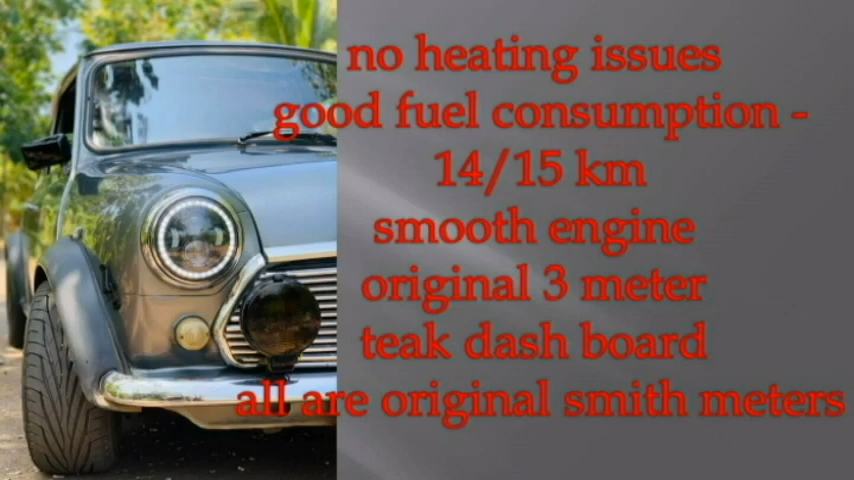 no heating issues
good fuel consumption -
14/15 km
smooth engine
original 3 meter
teak dash board
all are original smith meters